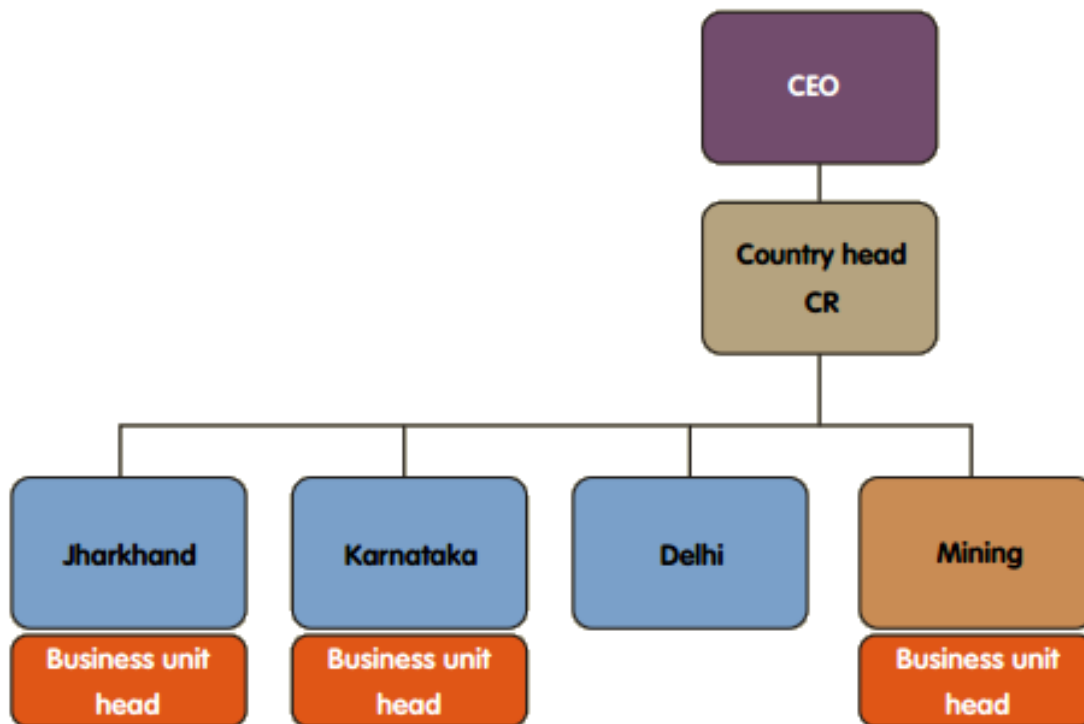 CEO
Country head
CR
Jharkhand
Karnataka
Delhi
Mining
Business unit
head
Business unit
head
Business unit
head